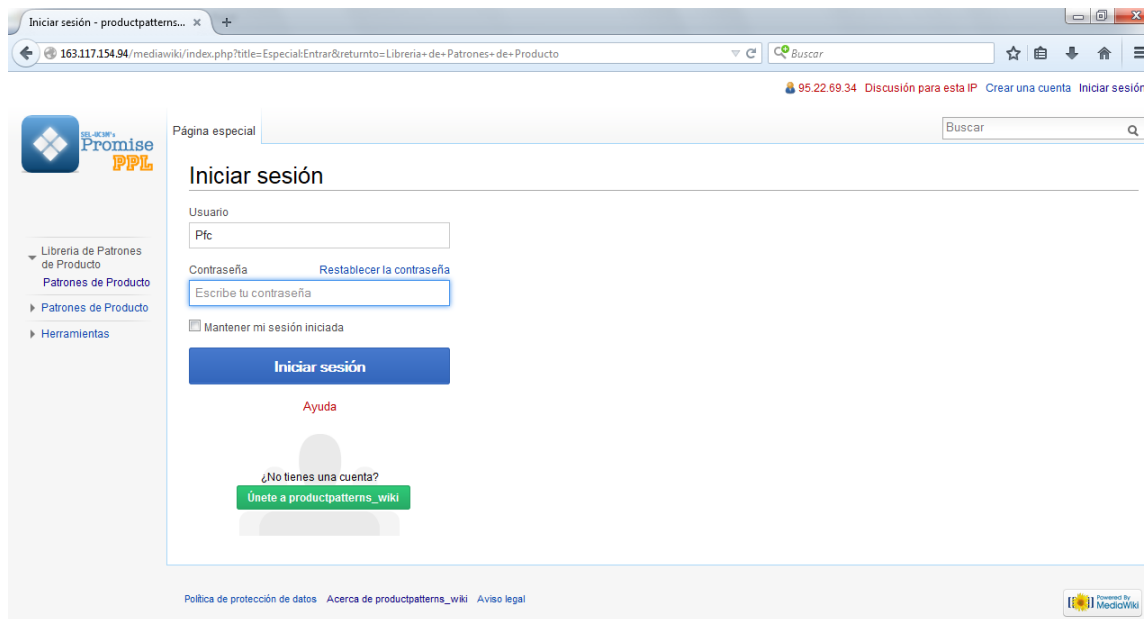 Iniciar sesión - productpatterns... × +
163.117.154.94/mediawiki/index.php?title=Especial:Entrar&returnto=Libreria+de+Patrones+de+Producto
Buscar
95.22.69.34 Discusión para esta IP Crear una cuenta Iniciar sesión
SEL-UC3M's
Promise
PPL
Página especial
Buscar
Iniciar sesión
Usuario
Pfc
Contraseña Restablecer la contraseña
Escribe tu contraseña
Mantener mi sesión iniciada
Iniciar sesión
Ayuda
¿No tienes una cuenta?
Únete a productpatterns_wiki
Libreria de Patrones
de Producto
Patrones de Producto
Patrones de Producto
Herramientas
Política de protección de datos Acerca de productpatterns_wiki Aviso legal
Powered By
MediaWiki